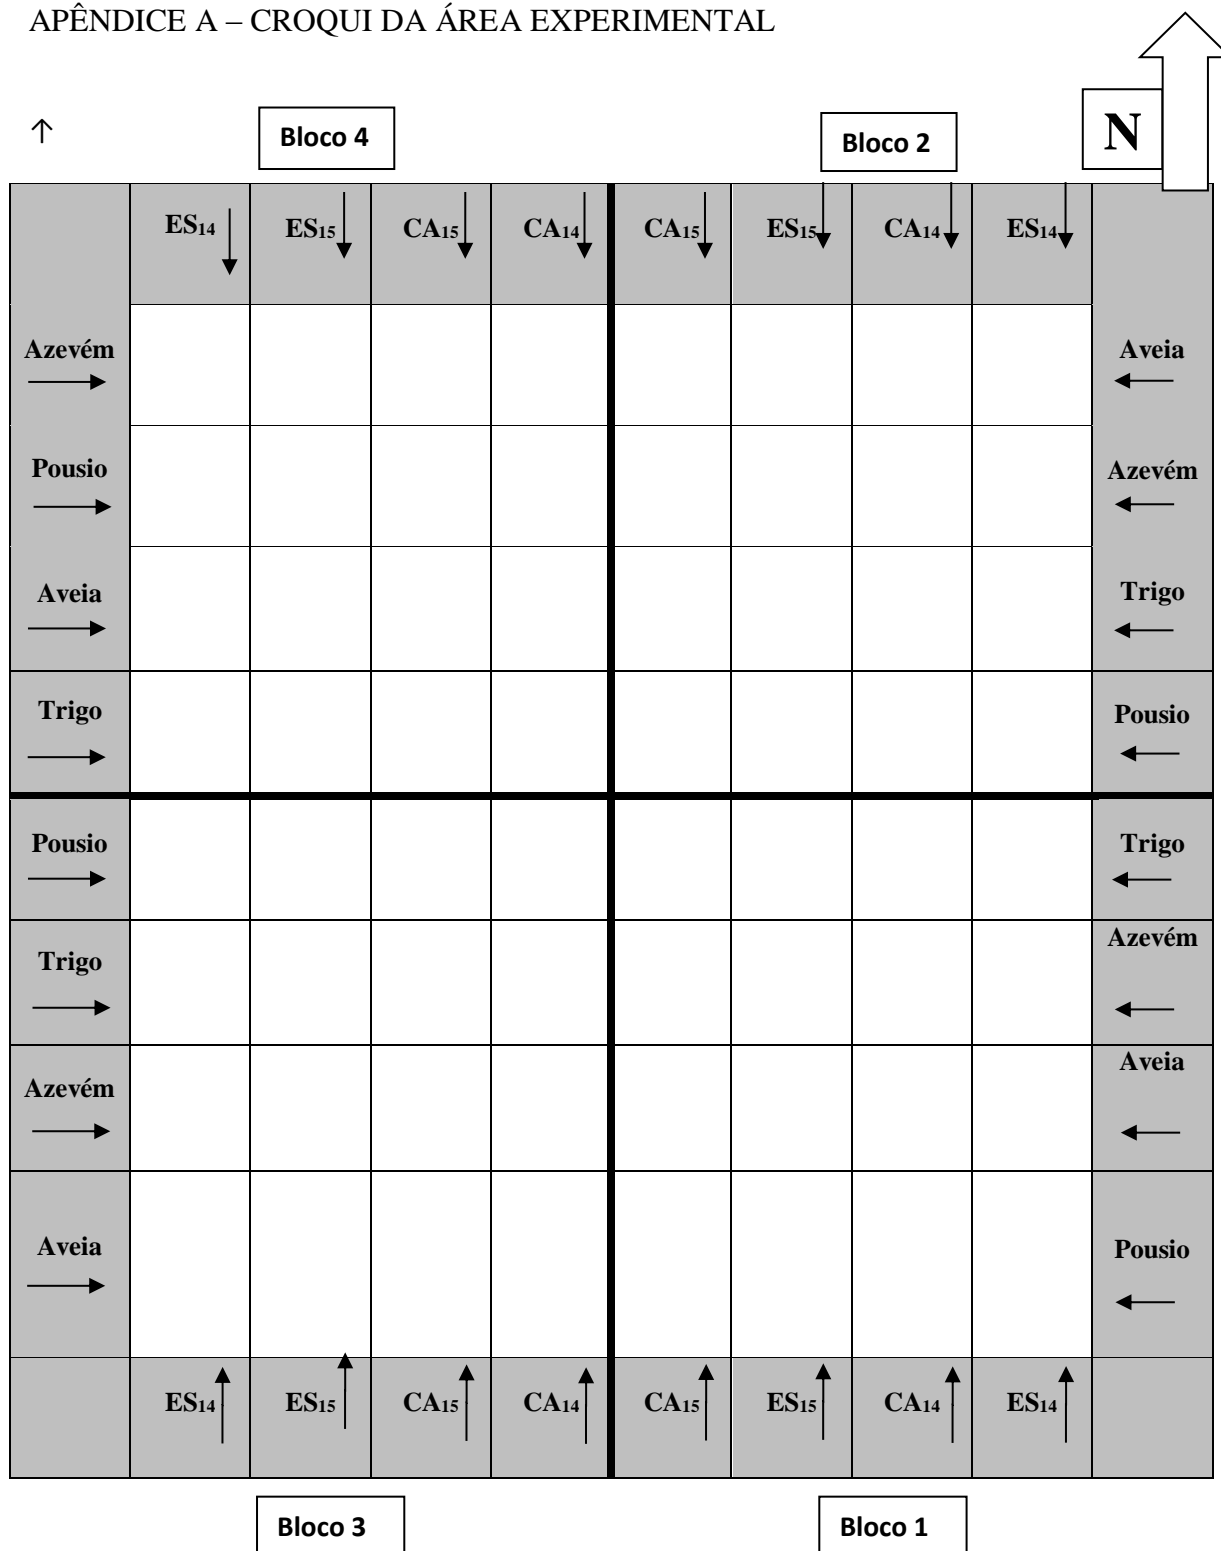 APÊNDICE A – CROQUI DA ÁREA EXPERIMENTAL
N
Bloco 4 Bloco 2
ES14 ES15 CA15 CA14 CA15 ES15 CA14 ES14
Azevém Aveia
Pousio Azevém
Aveia Trigo
Trigo Pousio
Pousio Trigo
Trigo Azevém
Azevém Aveia
Aveia Pousio
ES14 ES15 CA15 CA14 CA15 ES15 CA14 ES14
Bloco 3 Bloco 1